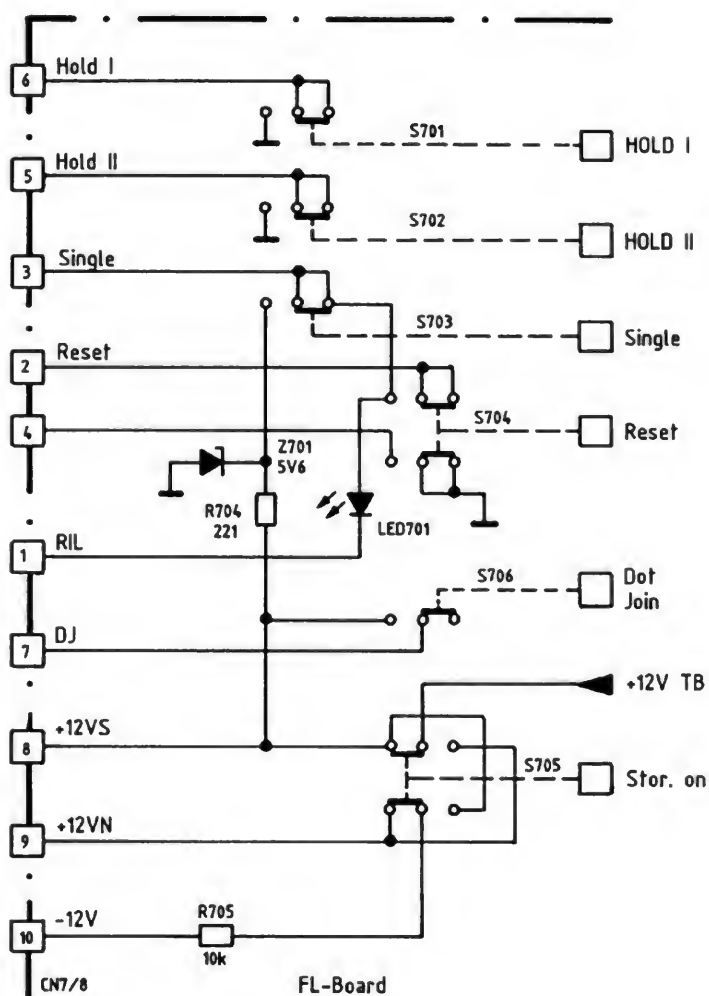 6 Hold I
S701
HOLD I
5 Hold II
S702
HOLD II
3 Single
S703
Single
2 Reset
S704
Reset
4
Z701
5V6
R704
221
LED701
1 RIL
S706
Dot
Join
7 DJ
+12V TB
8 +12VS
S705
Stor. on
9 +12VN
10 -12V
R705
10k
CN7/8
FL-Board